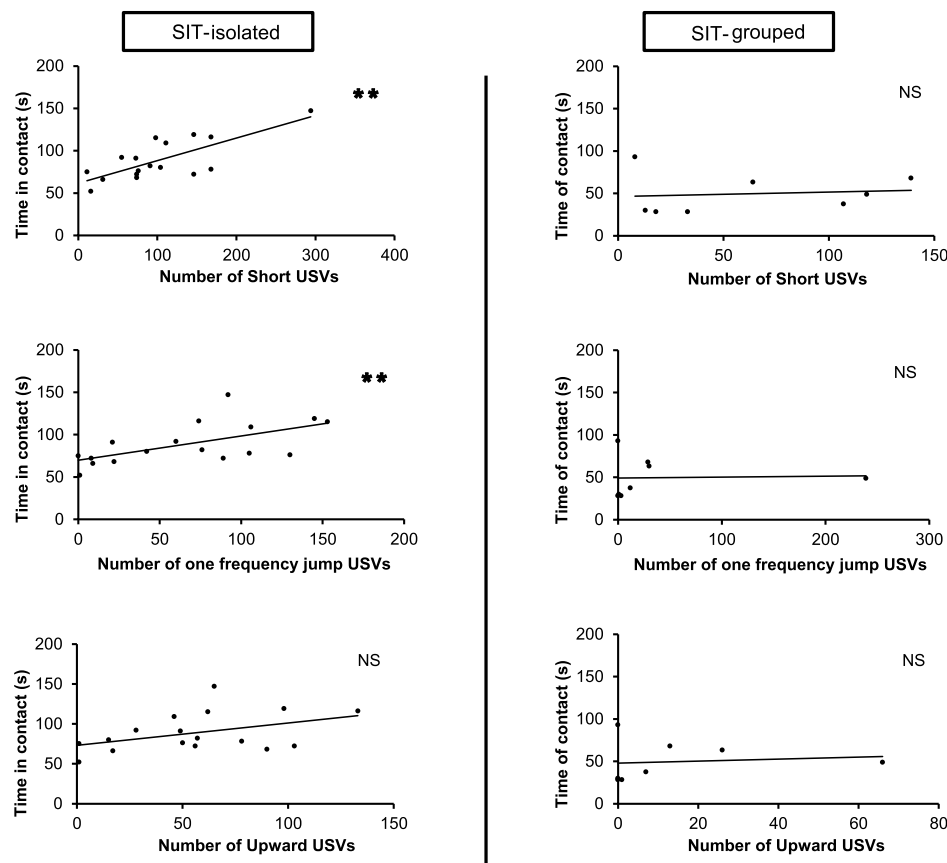 SIT-isolated
SIT-grouped
Time in contact (s)
200
150
100
50
0
**
0 100 200 300 400
Number of Short USVs
Time of contact (s)
200
150
100
50
0
NS
0 50 100 150
Number of Short USVs
Time in contact (s)
200
150
100
50
0
**
0 50 100 150 200
Number of one frequency jump USVs
Time of contact (s)
200
150
100
50
0
NS
0 100 200 300
Number of one frequency jump USVs
Time in contact (s)
200
150
100
50
0
NS
0 50 100 150
Number of Upward USVs
Time of contact (s)
200
150
100
50
0
NS
0 20 40 60 80
Number of Upward USVs